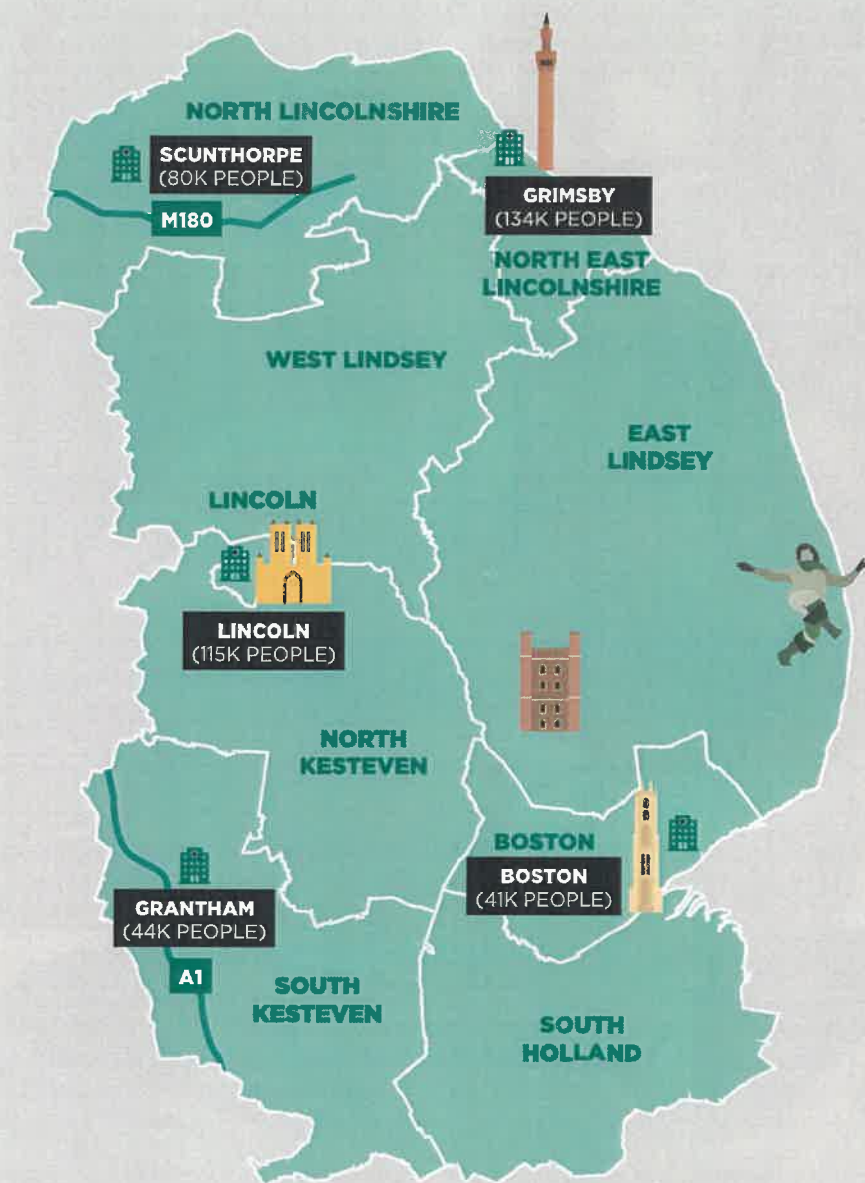 NORTH LINCOLNSHIRE
SCUNTHORPE
(80K PEOPLE)
M180
GRIMSBY
(134K PEOPLE)
NORTH EAST
LINCOLNSHIRE
WEST LINDSEY
EAST
LINDSEY
LINCOLN
LINCOLN
(115K PEOPLE)
NORTH
KESTEVEN
BOSTON
BOSTON
(41K PEOPLE)
GRANTHAM
(44K PEOPLE)
A1
SOUTH
KESTEVEN
SOUTH
HOLLAND